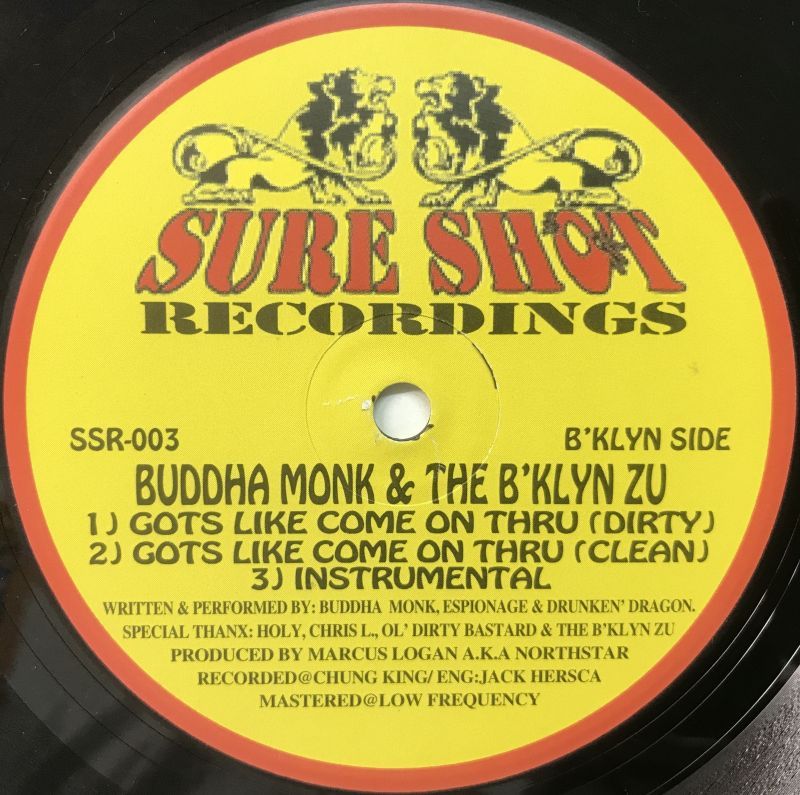 SURE SHOT
RECORDINGS
SSR-003
B'KLYN SIDE
BUDDHA MONK & THE B'KLYN ZU
1) GOTS LIKE COME ON THRU (DIRTY)
2) GOTS LIKE COME ON THRU (CLEAN)
3) INSTRUMENTAL
WRITTEN & PERFORMED BY: BUDDHA MONK, ESPIONAGE & DRUNKEN' DRAGON.
SPECIAL THANX: HOLY, CHRIS L., OL' DIRTY BASTARD & THE B'KLYN ZU
PRODUCED BY MARCUS LOGAN A.K.A NORTHSTAR
RECORDED@CHUNG KING/ ENG:JACK HERSCA
MASTERED@LOW FREQUENCY